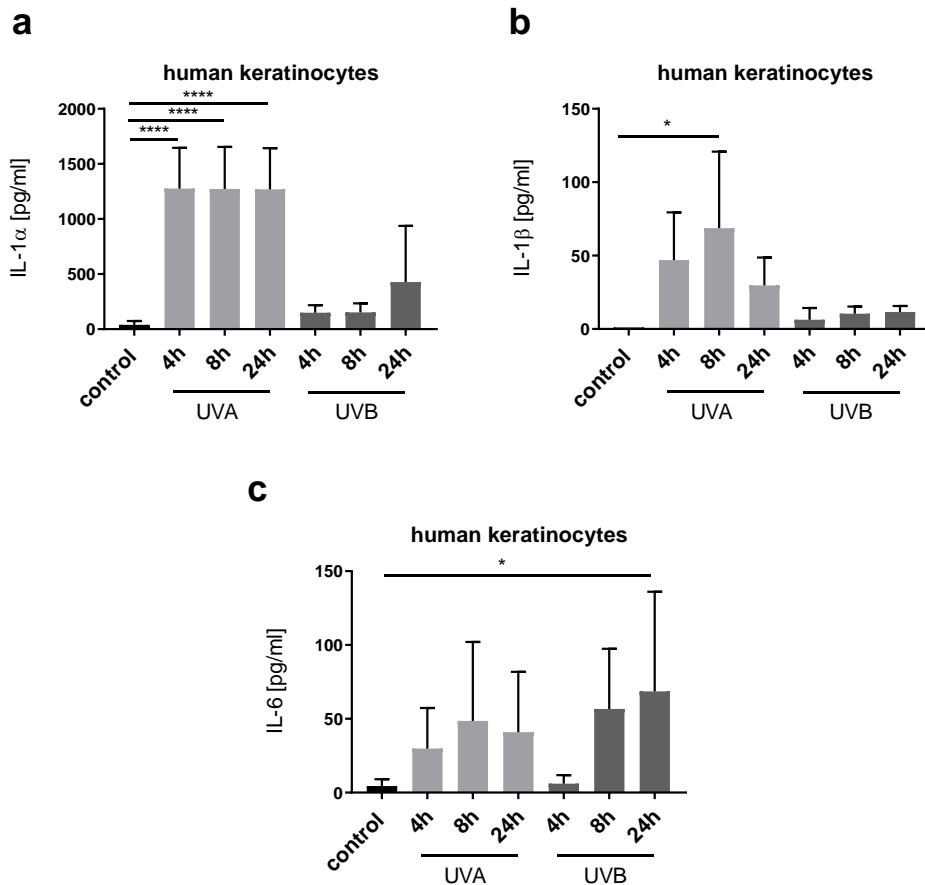 a
human keratinocytes
****
****
****
2000
1500
1000
500
0
IL-1α [pg/ml]
control
4h
8h
24h
4h
8h
24h
UVA
UVB
b
human keratinocytes
*
150
100
50
0
IL-1β [pg/ml]
control
4h
8h
24h
4h
8h
24h
UVA
UVB
c
human keratinocytes
*
150
100
50
0
IL-6 [pg/ml]
control
4h
8h
24h
4h
8h
24h
UVA
UVB